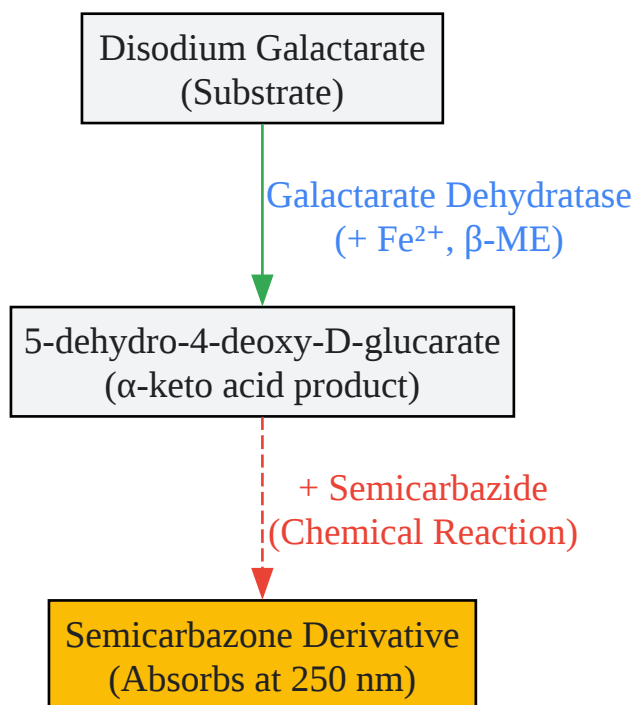 Disodium Galactarate
(Substrate)
Galactarate Dehydratase
(+ Fe²⁺, β-ME)
5-dehydro-4-deoxy-D-glucarate
(α-keto acid product)
+ Semicarbazide
(Chemical Reaction)
Semicarbazone Derivative
(Absorbs at 250 nm)